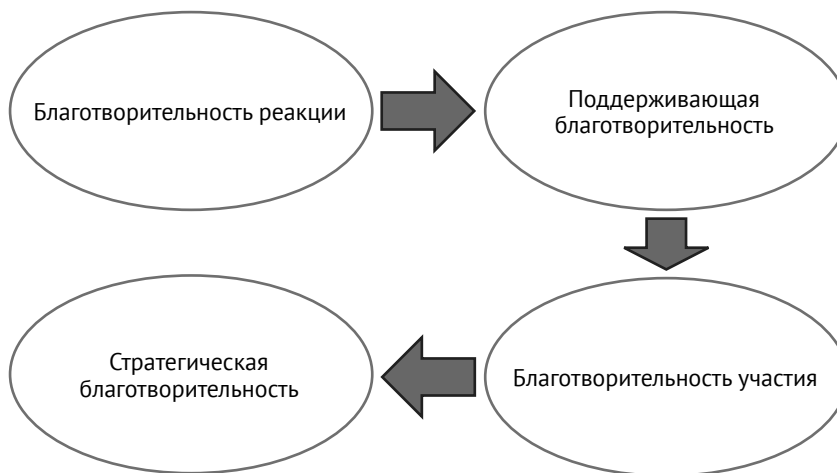 Благотворительность реакции
Поддерживающая
благотворительность
Стратегическая
благотворительность
Благотворительность участия